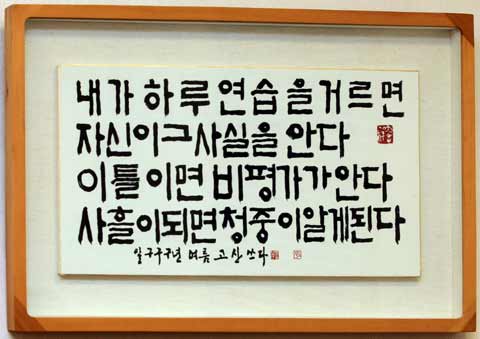 내가 하루 연습을 거르면
자신이 그 사실을 안다
이틀이면 비평가가 안다
사흘이 되면 청중이 알게 된다
일구구구년 여름 고산 쓰다